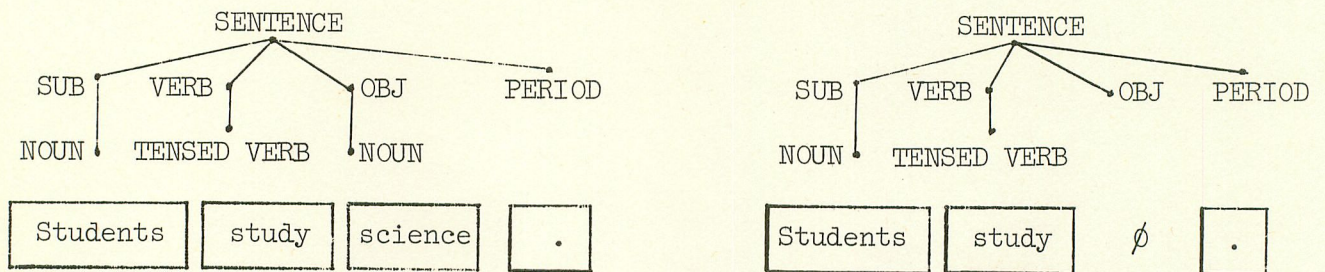 SENTENCE
SUB VERB OBJ PERIOD
NOUN TENSED VERB NOUN
Students study science .
SENTENCE
SUB VERB OBJ PERIOD
NOUN TENSED VERB
Students study ∅ .